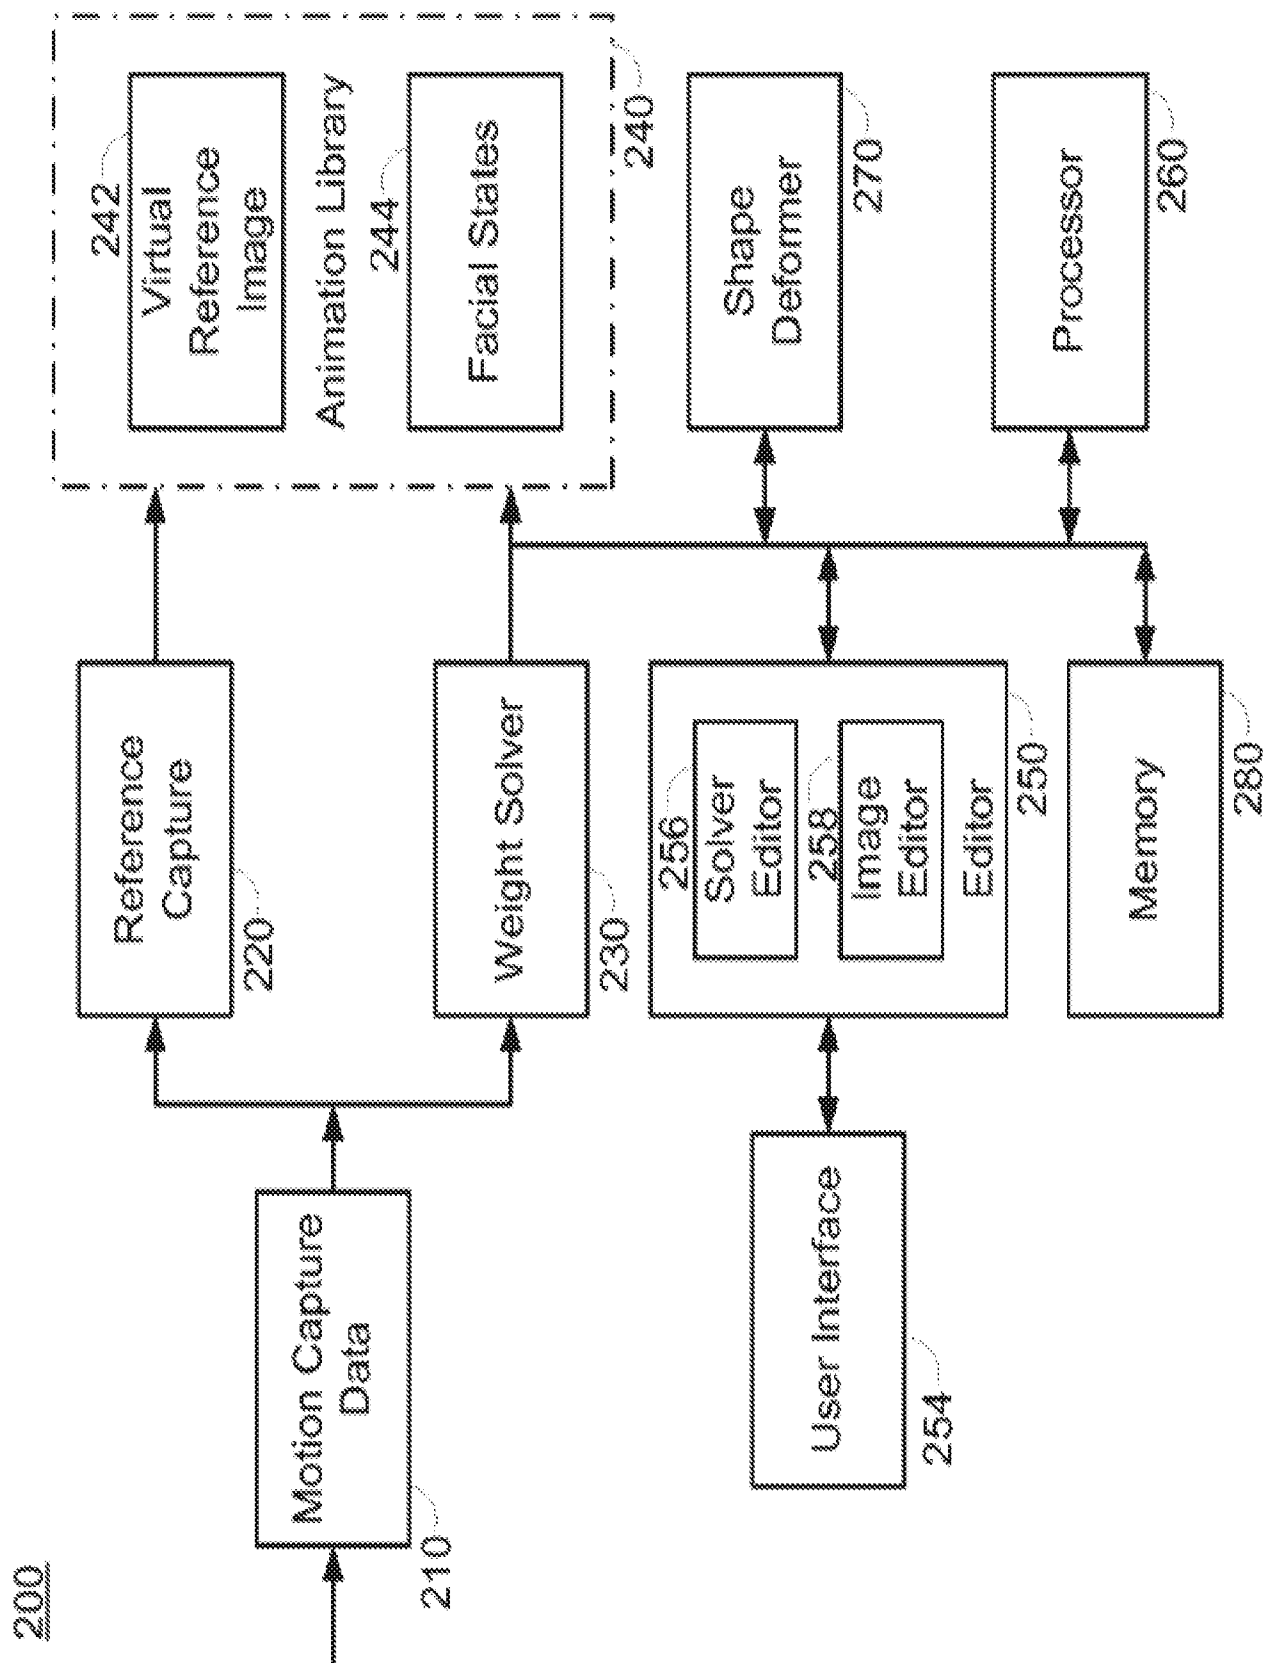 200
Motion Capture
Data
210
Reference
Capture
220
Weight Solver
230
242
Virtual
Reference
Image
Animation Library
244
Facial States
240
User Interface
254
256
Solver
Editor
258
Image
Editor
Editor
250
Shape
Deformer
270
Memory
280
Processor
260